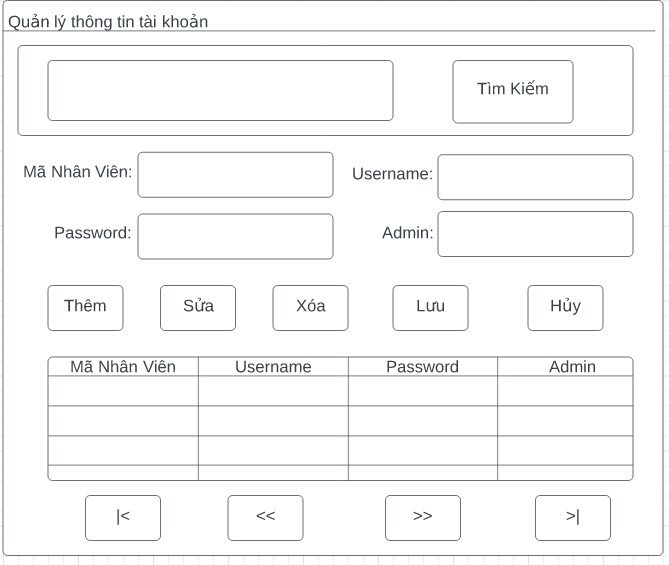 Quản lý thông tin tài khoản
Tìm Kiếm
Mã Nhân Viên:
Username:
Password:
Admin:
Thêm Sửa Xóa Lưu Hủy
Mã Nhân Viên Username Password Admin
|< << >> >|